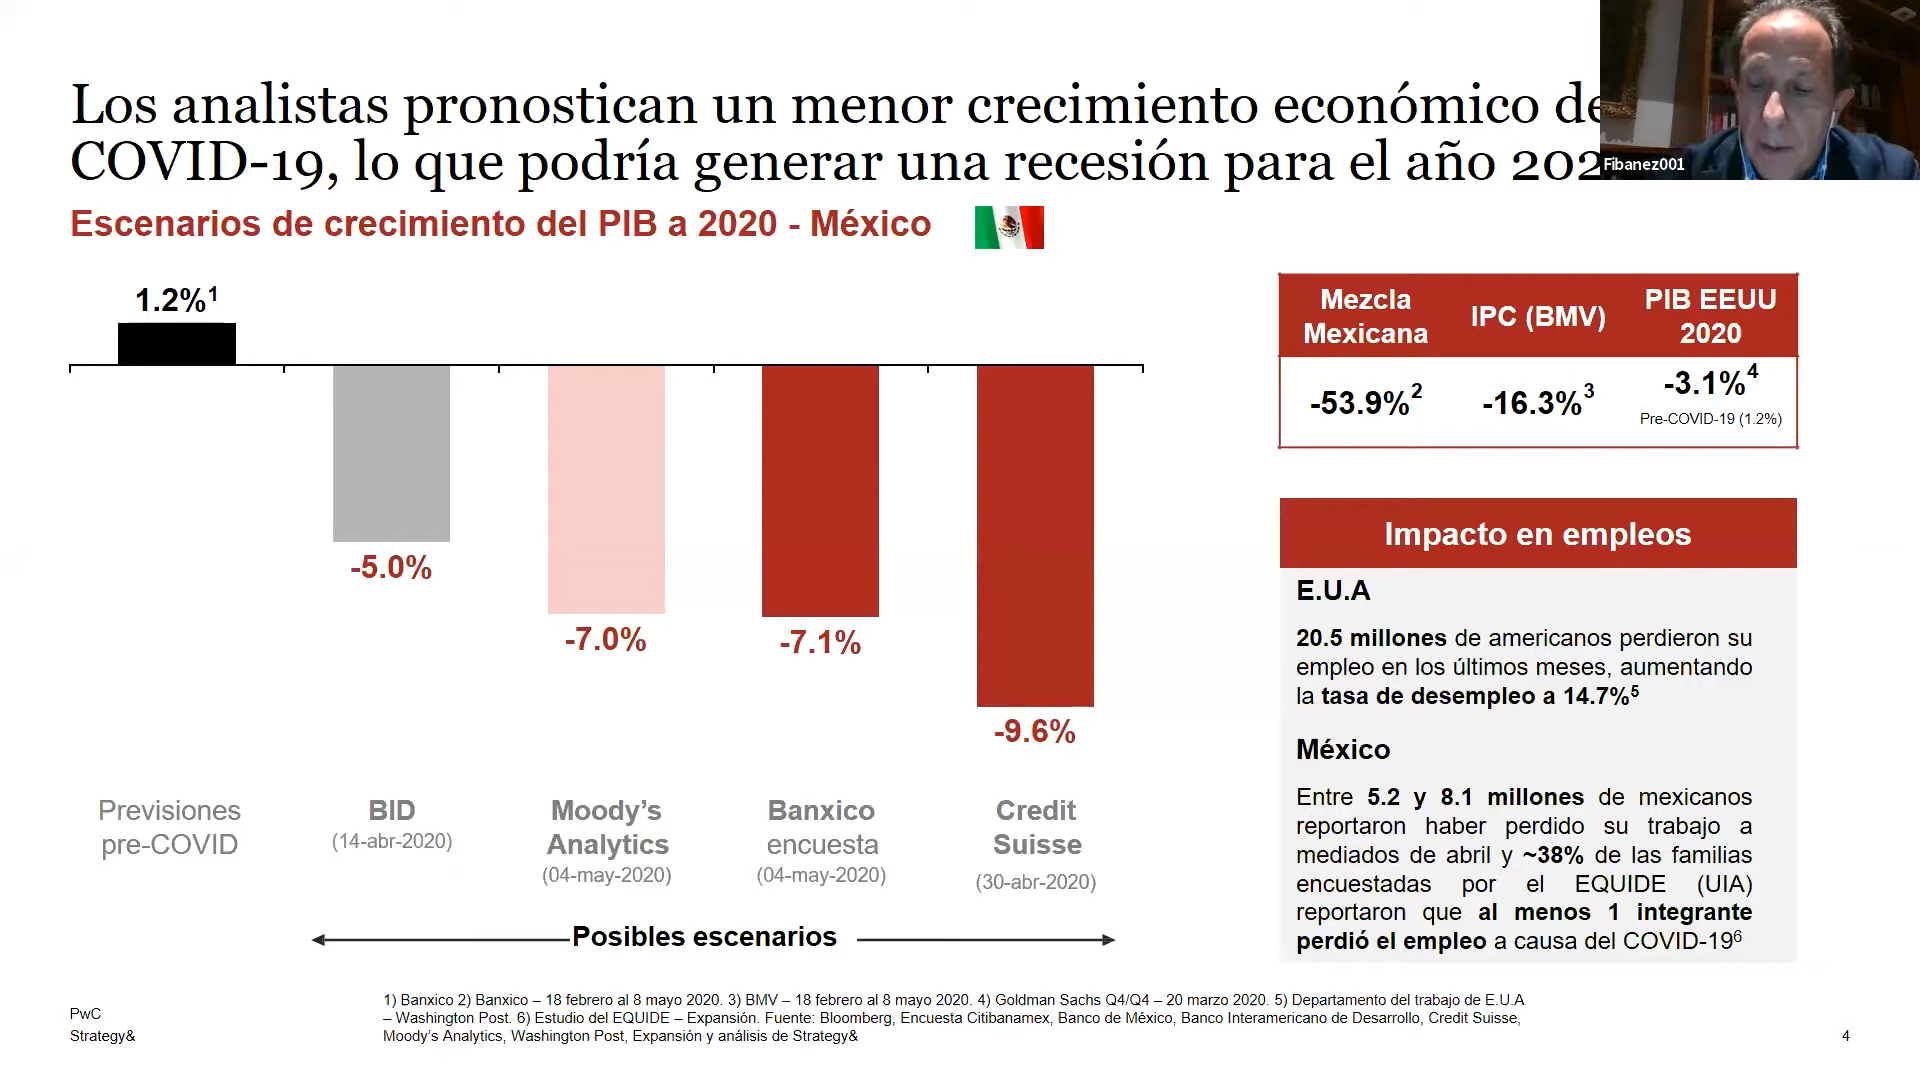 Los analistas pronostican un menor crecimiento económico de
COVID-19, lo que podría generar una recesión para el año 202
Fibanez001
Escenarios de crecimiento del PIB a 2020 - México
1.2%¹
-5.0%
-7.0%
-7.1%
-9.6%
Previsiones
pre-COVID
BID
(14-abr-2020)
Moody's
Analytics
(04-may-2020)
Banxico
encuesta
(04-may-2020)
Credit
Suisse
(30-abr-2020)
Posibles escenarios
Mezcla
Mexicana
IPC (BMV)
PIB EEUU
2020
-53.9%²
-16.3%³
-3.1%⁴
Pre-COVID-19 (1.2%)
Impacto en empleos
E.U.A
20.5 millones de americanos perdieron su
empleo en los últimos meses, aumentando
la tasa de desempleo a 14.7%⁵
México
Entre 5.2 y 8.1 millones de mexicanos
reportaron haber perdido su trabajo a
mediados de abril y ~38% de las familias
encuestadas por el EQUIDE (UIA)
reportaron que al menos 1 integrante
perdió el empleo a causa del COVID-19⁶
PwC
Strategy&
1) Banxico 2) Banxico – 18 febrero al 8 mayo 2020. 3) BMV – 18 febrero al 8 mayo 2020. 4) Goldman Sachs Q4/Q4 – 20 marzo 2020. 5) Departamento del trabajo de E.U.A
– Washington Post. 6) Estudio del EQUIDE – Expansión. Fuente: Bloomberg, Encuesta Citibanamex, Banco de México, Banco Interamericano de Desarrollo, Credit Suisse,
Moody's Analytics, Washington Post, Expansión y análisis de Strategy&
4